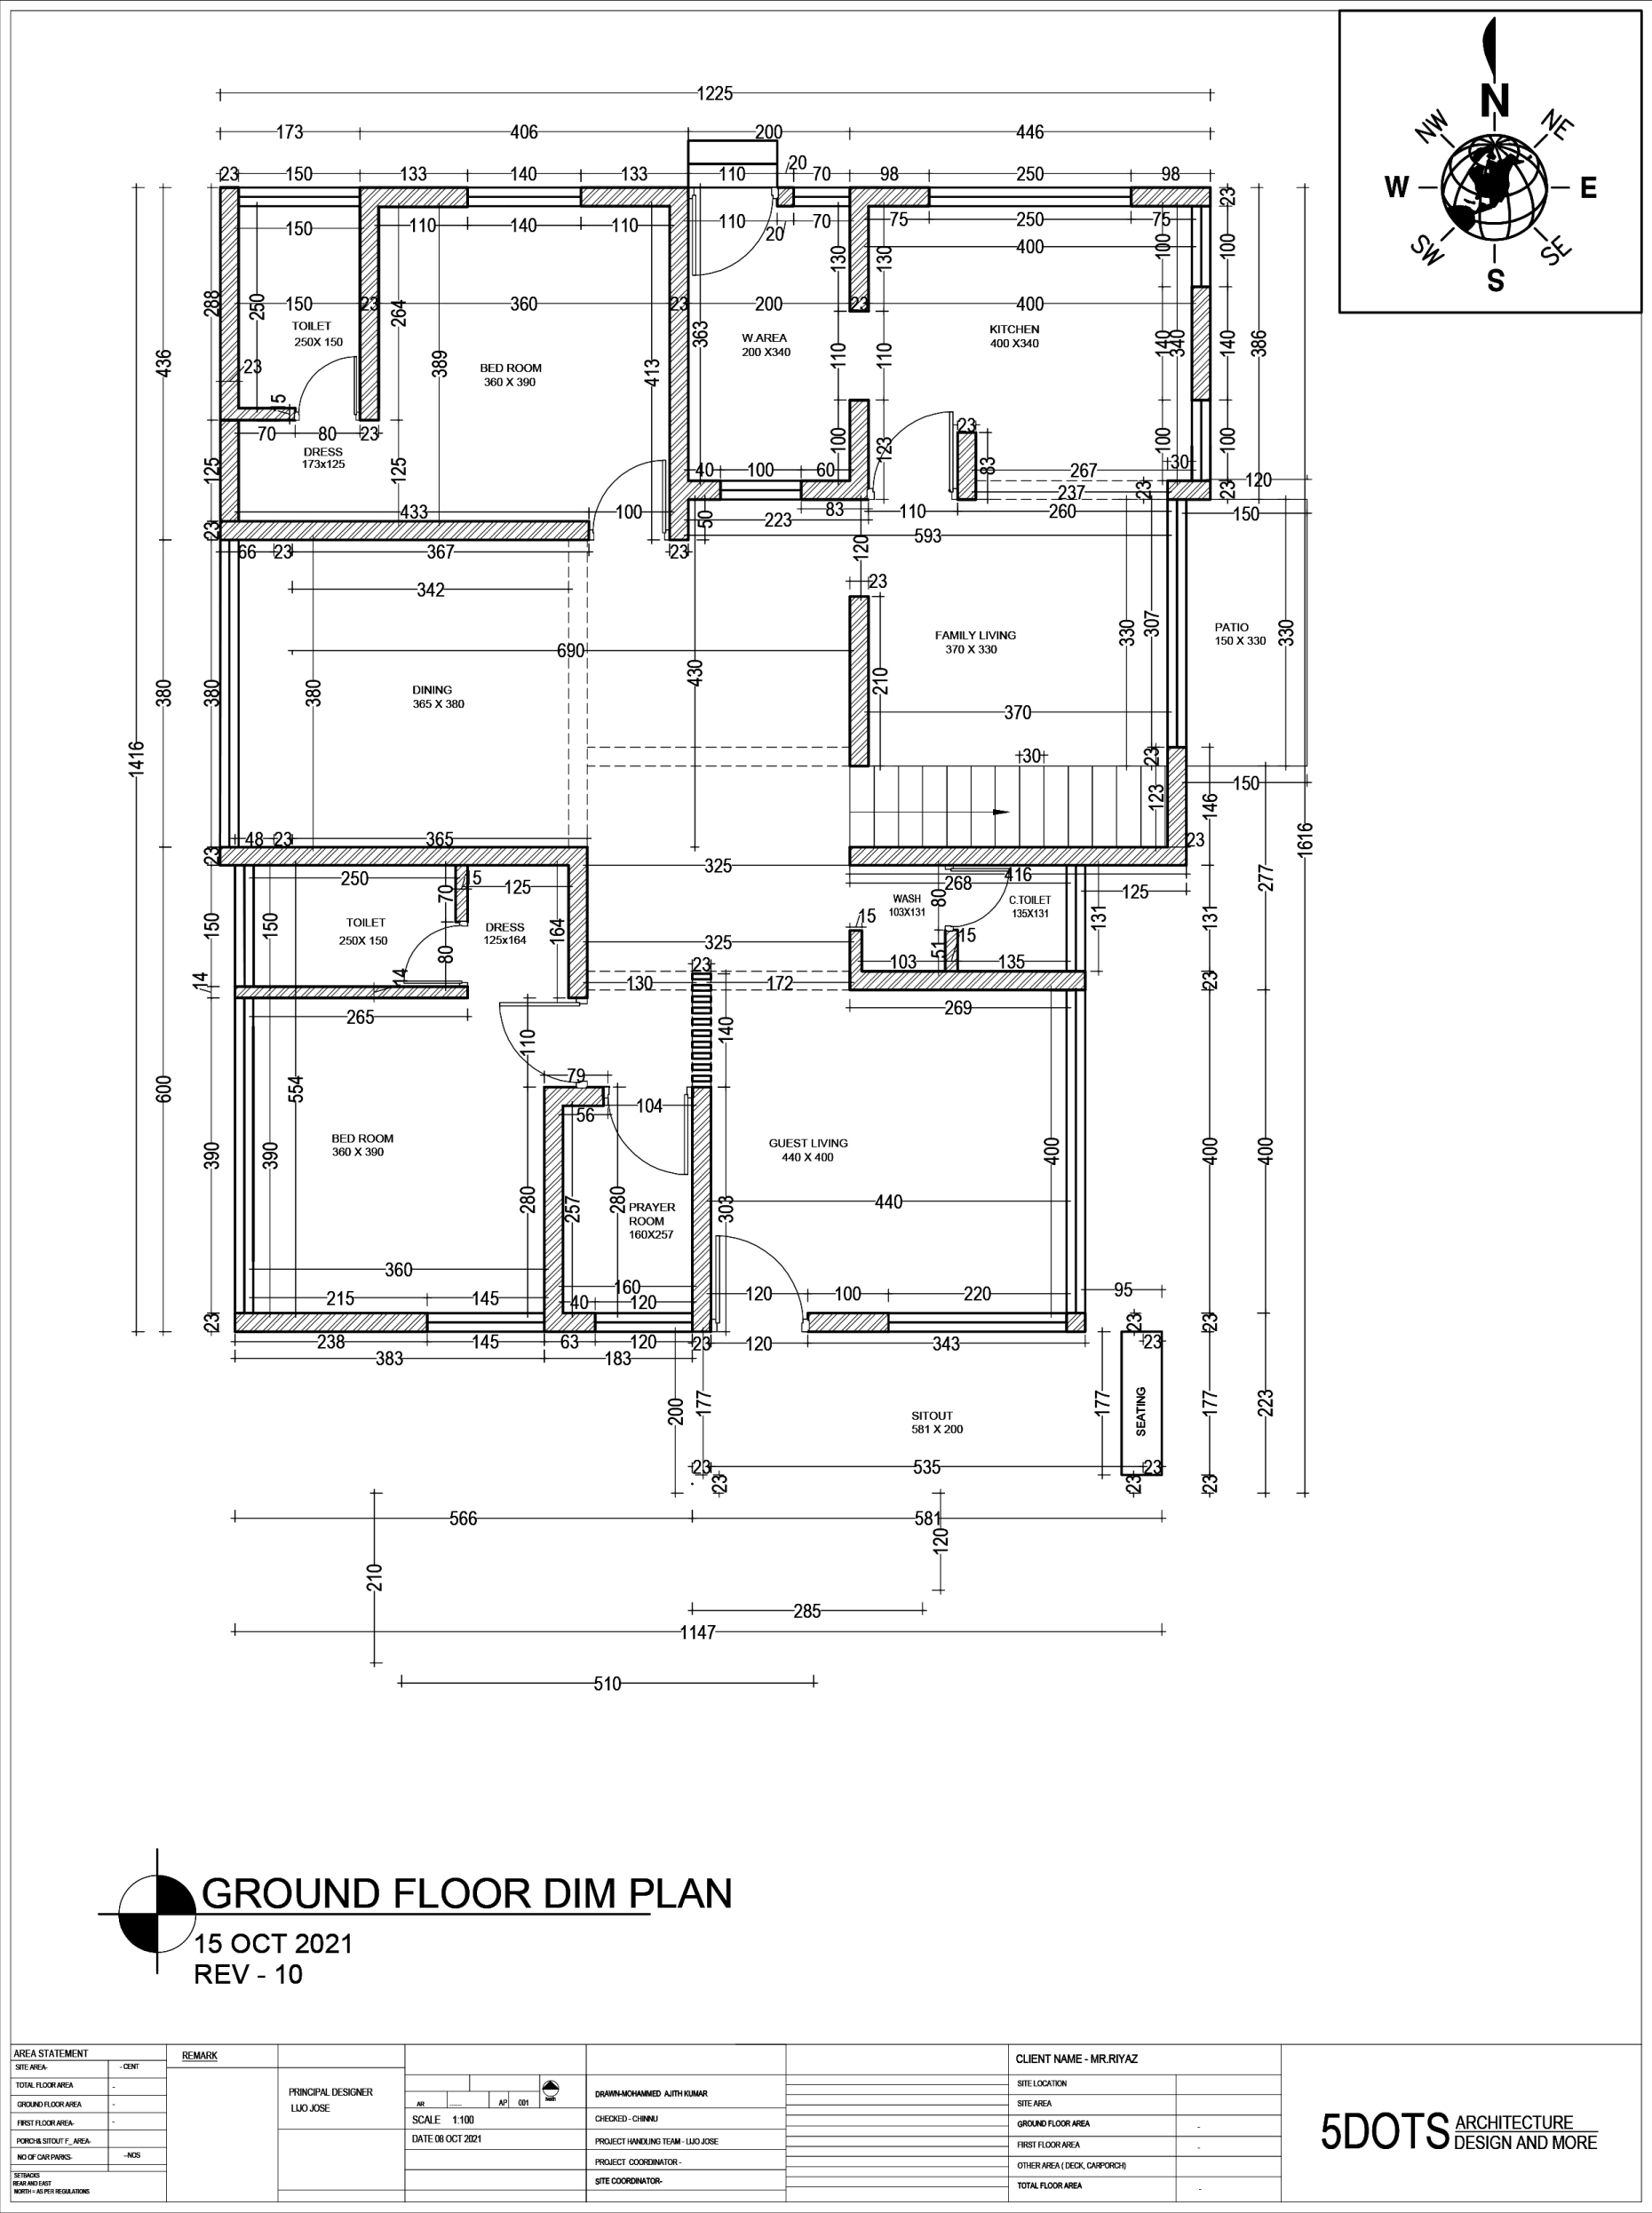 N
NW
NE
W
E
SW
SE
S
1225
173 406 200 446
23 150 133 140 133 110 20 70 98 250 98
150 110 140 110 110 20 70 75 250 75
400
23 100 100 130 130
150 23 360 23 200 23 400
288 250 264 363
TOILET
250X 150
BED ROOM
360 X 390
W.AREA
200 X340
KITCHEN
400 X340
436 23 389 413 110 110 140 340 140 386
15
70 80 23
DRESS
173x125
125 125 100 123 23 83 100 30 100
40 100 60 267 120
237 23 23
433 100 50 223 83 110 260 150
23 593
66 23 367 23 120
342 23
690
FAMILY LIVING
370 X 330
PATIO
150 X 330
330 307 330
DINING
365 X 380
380 380 380 430 210
370
1416
30 23
150
123 146
48 23 365 23
1616
23 325 416
250 15 125 268 125 277
70 80
TOILET
250X 150
DRESS
125x164
WASH
103X131
C.TOILET
135X131
150 150 164 15 15 131 131
325
80 51
14 14 23 103 135
130 172 23
265 269
110 140
600 554 79
56 104
BED ROOM
360 X 390
GUEST LIVING
440 X 400
390 390 400 400 400
280 257 280 303
PRAYER
ROOM
160X257
440
360
215 145 160 120 100 220 95
40 120
23 23 23
238 145 63 120 23 120 343 23
383 183
200 177 177 177 223
SITOUT
581 X 200
SEATING
23 535 23
23 23 23
566 581
210 120
285
1147
510
GROUND FLOOR DIM PLAN
15 OCT 2021
REV - 10
AREA STATEMENT
SITE AREA- - CENT
TOTAL FLOOR AREA -
GROUND FLOOR AREA -
FIRST FLOOR AREA- -
PORCH& SITOUT F_ AREA-
NO OF CAR PARKS- --NOS
SETBACKS
REAR AND EAST
NORTH = AS PER REGULATIONS
REMARK
PRINCIPAL DESIGNER
LIJO JOSE
AR ........ AP 001
SCALE 1:100
DATE 08 OCT 2021
DRAWN-MOHAMMED AJITH KUMAR
CHECKED - CHINNU
PROJECT HANDLING TEAM - LIJO JOSE
PROJECT COORDINATOR -
SITE COORDINATOR-
CLIENT NAME - MR.RIYAZ
SITE LOCATION
SITE AREA
GROUND FLOOR AREA -
FIRST FLOOR AREA -
OTHER AREA ( DECK, CARPORCH)
TOTAL FLOOR AREA -
5DOTS ARCHITECTURE
DESIGN AND MORE